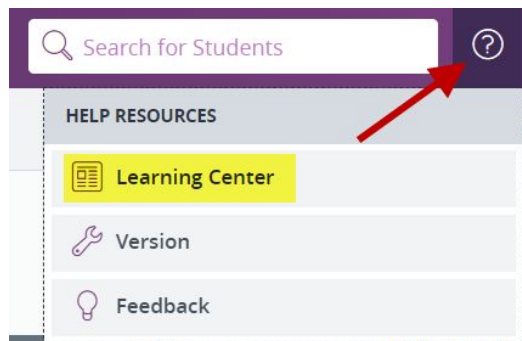 Search for Students
HELP RESOURCES
Learning Center
Version
Feedback